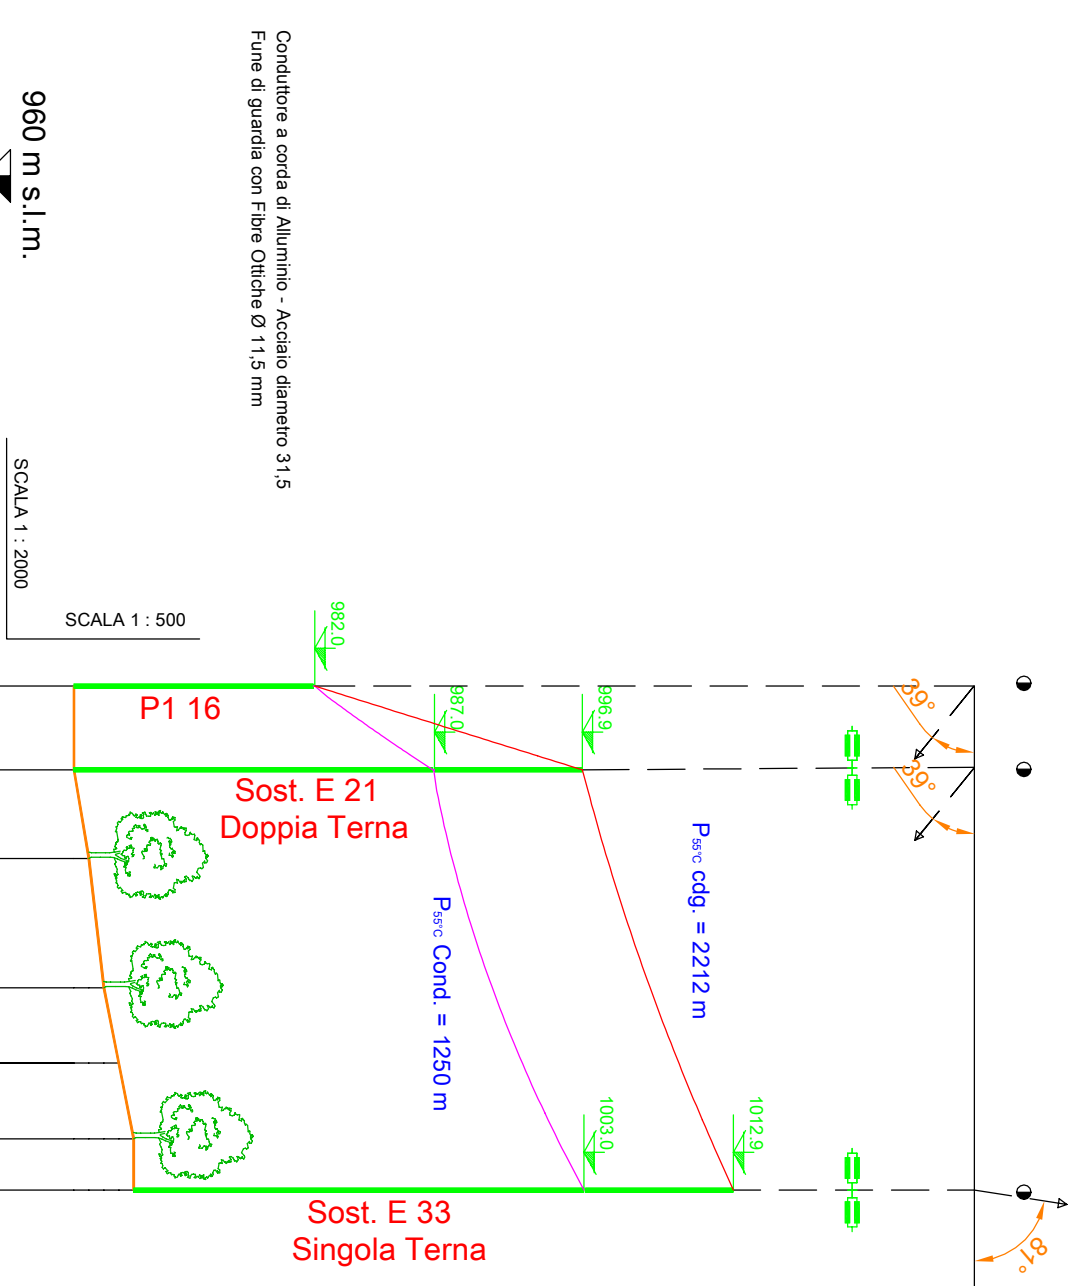 Conduttore a corda di Alluminio - Acciaio diametro 31,5
Fune di guardia con Fibre Ottiche Ø 11,5 mm
960 m s.l.m.
SCALA 1 : 2000
SCALA 1 : 500
982.0
987.0
996.9
39°
39°
P1 16
Sost. E 21
Doppia Terna
P55°C cdg. = 2212 m
P55°C Cond. = 1250 m
1003.0
1012.9
Sost. E 33
Singola Terna
81°